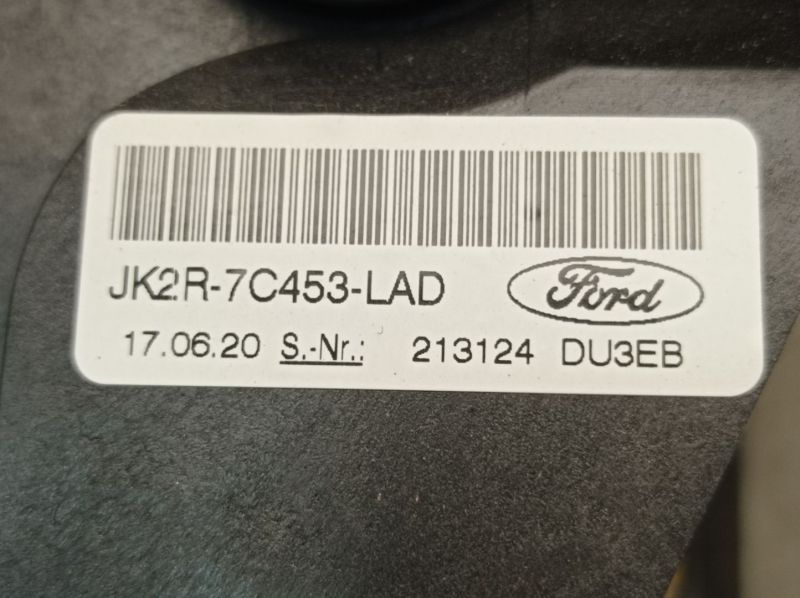 JK2R-7C453-LAD Ford
17.06.20 S.-Nr.: 213124 DU3EB